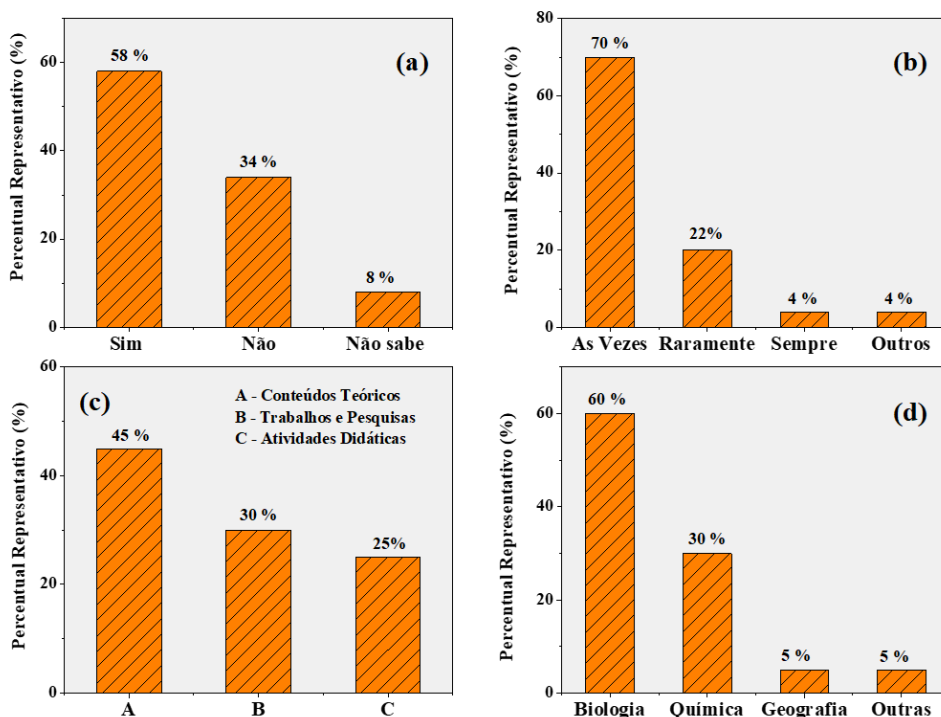 Percentual Representativo (%)
60
40
20
0
58 %
34 %
8 %
(a)
Sim
Não
Não sabe
Percentual Representativo (%)
80
60
40
20
0
70 %
22%
4 %
4 %
(b)
As Vezes
Raramente
Sempre
Outros
Percentual Representativo (%)
60
40
20
0
(c)
A - Conteúdos Teóricos
B - Trabalhos e Pesquisas
C - Atividades Didáticas
45 %
30 %
25%
A
B
C
Percentual Representativo (%)
60
40
20
0
60 %
30 %
5 %
5 %
(d)
Biologia
Química
Geografia
Outras